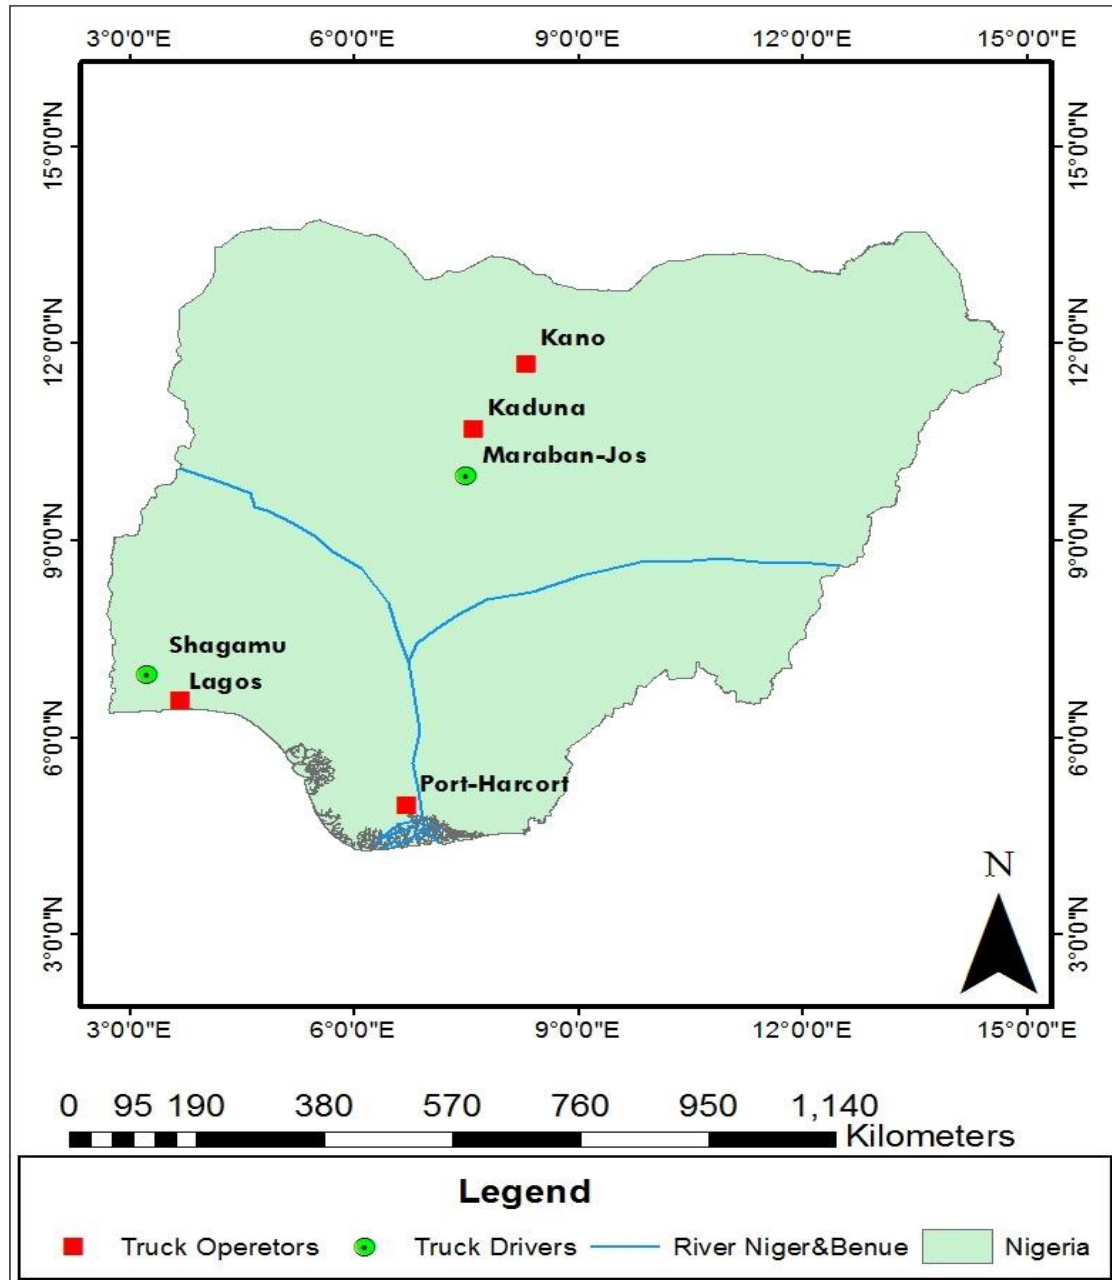 3°0'0"E 6°0'0"E 9°0'0"E 12°0'0"E 15°0'0"E
15°0'0"N 15°0'0"N
12°0'0"N 12°0'0"N
9°0'0"N 9°0'0"N
6°0'0"N 6°0'0"N
3°0'0"N 3°0'0"N
Kano
Kaduna
Maraban-Jos
Shagamu
Lagos
Port-Harcort
N
3°0'0"E 6°0'0"E 9°0'0"E 12°0'0"E 15°0'0"E
0 95 190 380 570 760 950 1,140
Kilometers
Legend
Truck Operetors Truck Drivers River Niger&Benue Nigeria